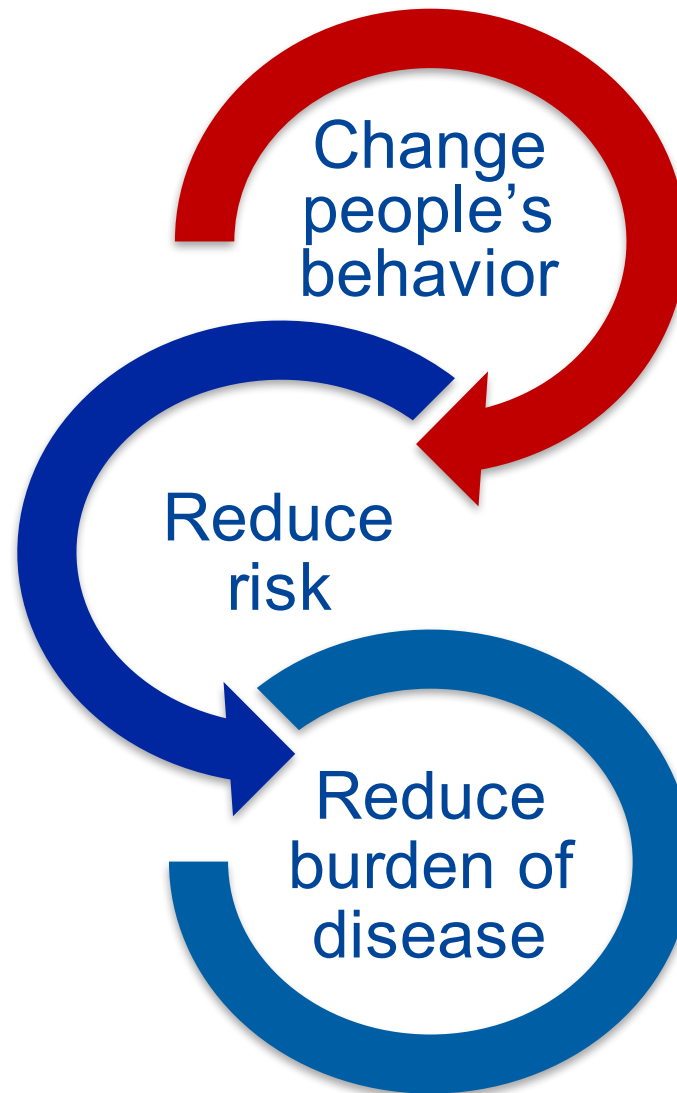 Change
people’s
behavior
Reduce
risk
Reduce
burden of
disease